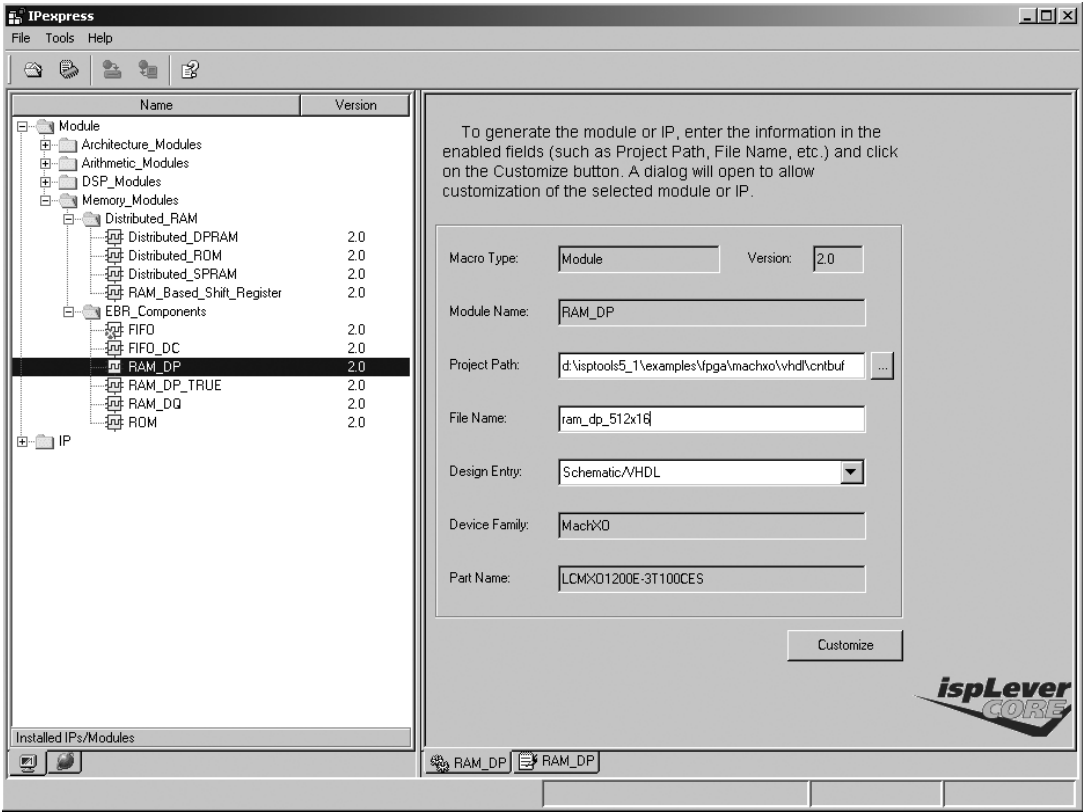 IPexpress
File Tools Help
Name Version
Module
Architecture_Modules
Arithmetic_Modules
DSP_Modules
Memory_Modules
Distributed_RAM
Distributed_DPRAM 2.0
Distributed_ROM 2.0
Distributed_SPRAM 2.0
RAM_Based_Shift_Register 2.0
EBR_Components
FIFO 2.0
FIFO_DC 2.0
RAM_DP 2.0
RAM_DP_TRUE 2.0
RAM_DQ 2.0
ROM 2.0
IP
Installed IPs/Modules
To generate the module or IP, enter the information in the
enabled fields (such as Project Path, File Name, etc.) and click
on the Customize button. A dialog will open to allow
customization of the selected module or IP.
Macro Type: Module Version: 2.0
Module Name: RAM_DP
Project Path: d:\isptools5_1\examples\fpga\machxo\vhdl\cntbuf ...
File Name: ram_dp_512x16
Design Entry: Schematic/VHDL
Device Family: MachXO
Part Name: LCMXO1200E-3T100CES
Customize
ispLever
CORE
RAM_DP RAM_DP